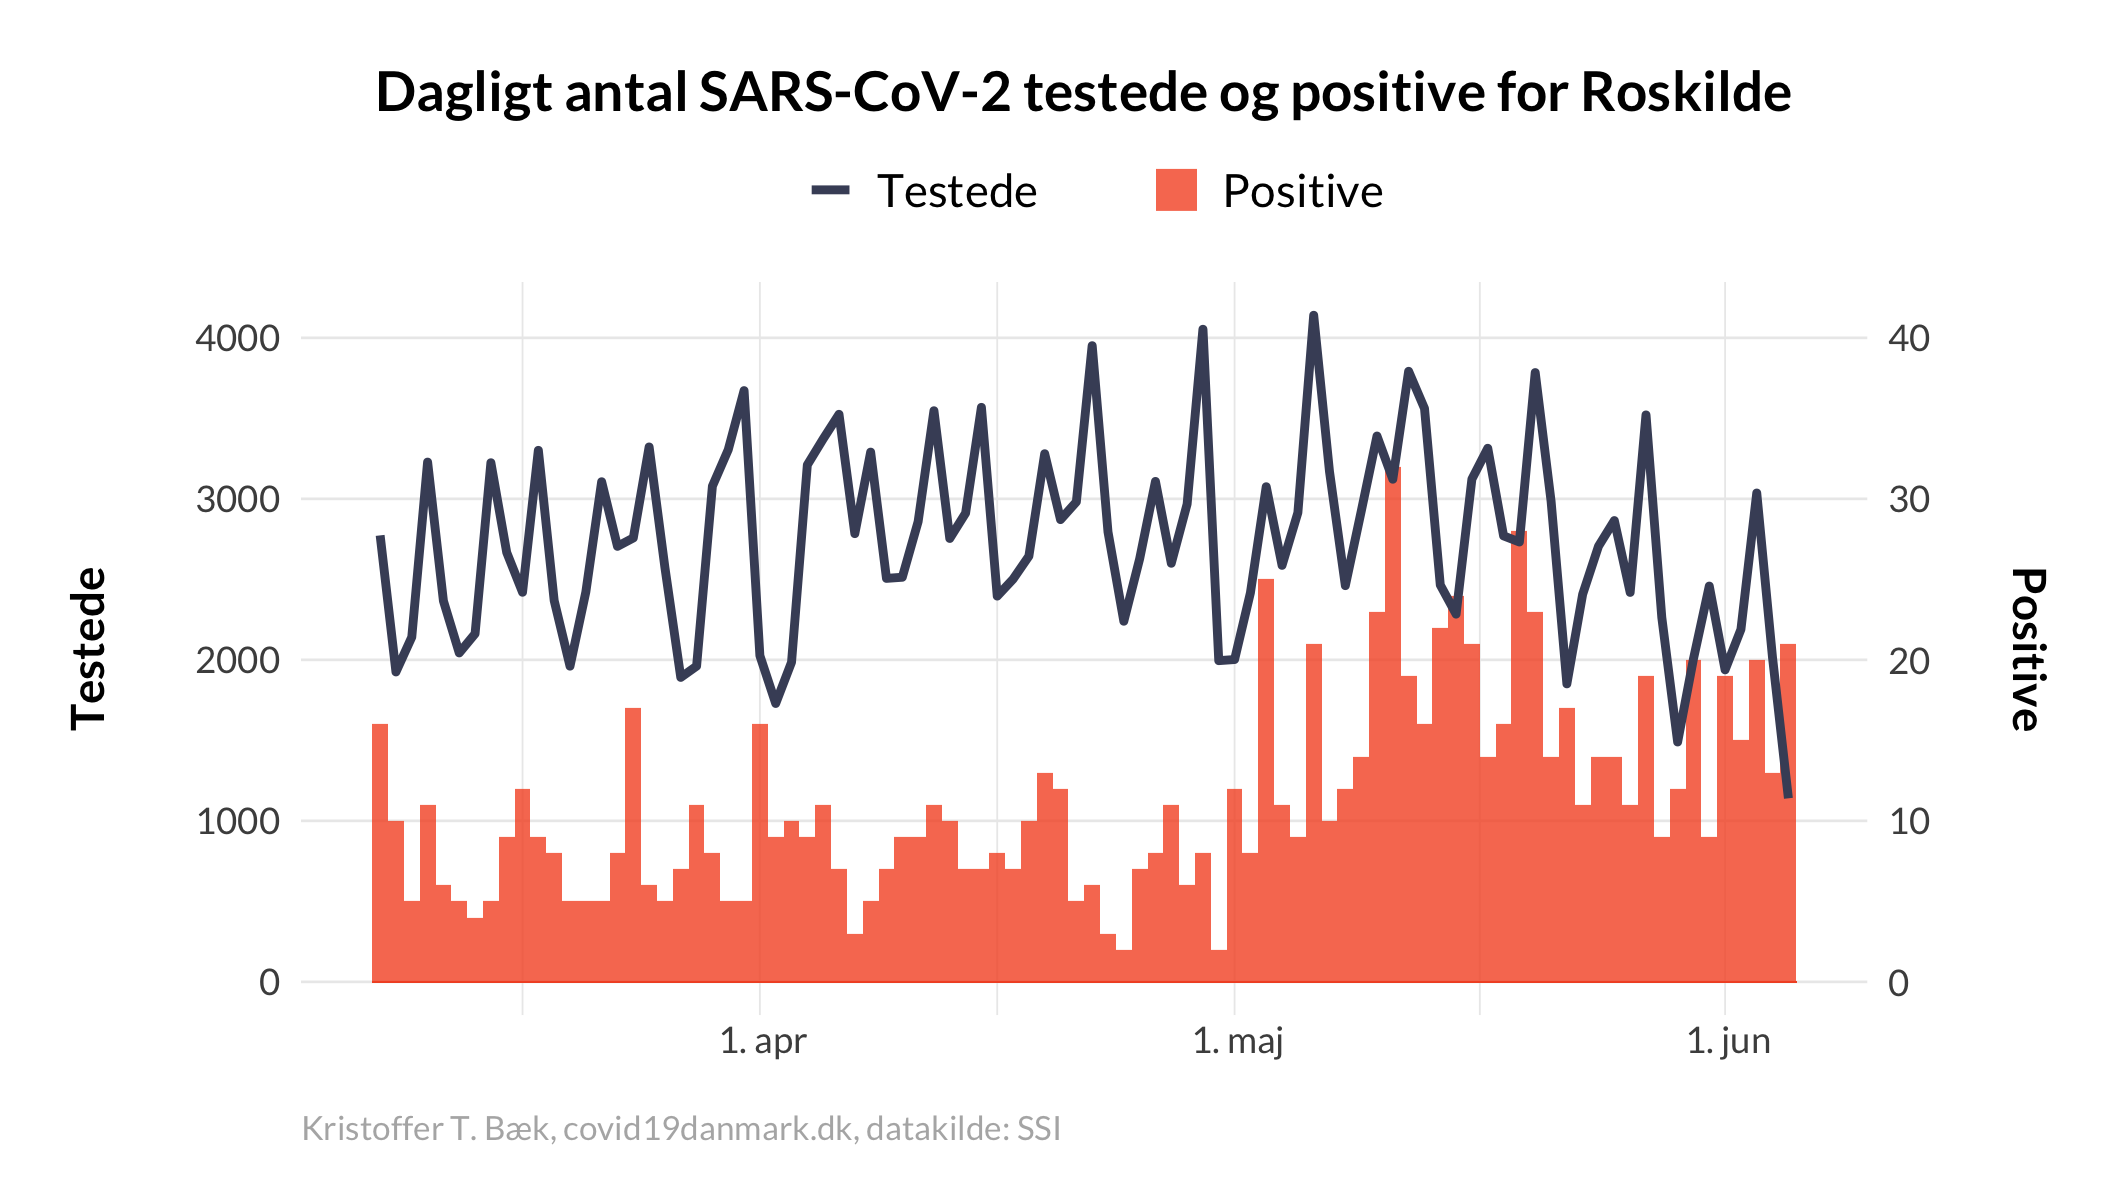 Dagligt antal SARS-CoV-2 testede og positive for Roskilde
Testede
Positive
4000
3000
2000
1000
0
Testede
40
30
20
10
0
Positive
1. apr
1. maj
1. jun
Kristoffer T. Bæk, covid19danmark.dk, datakilde: SSI